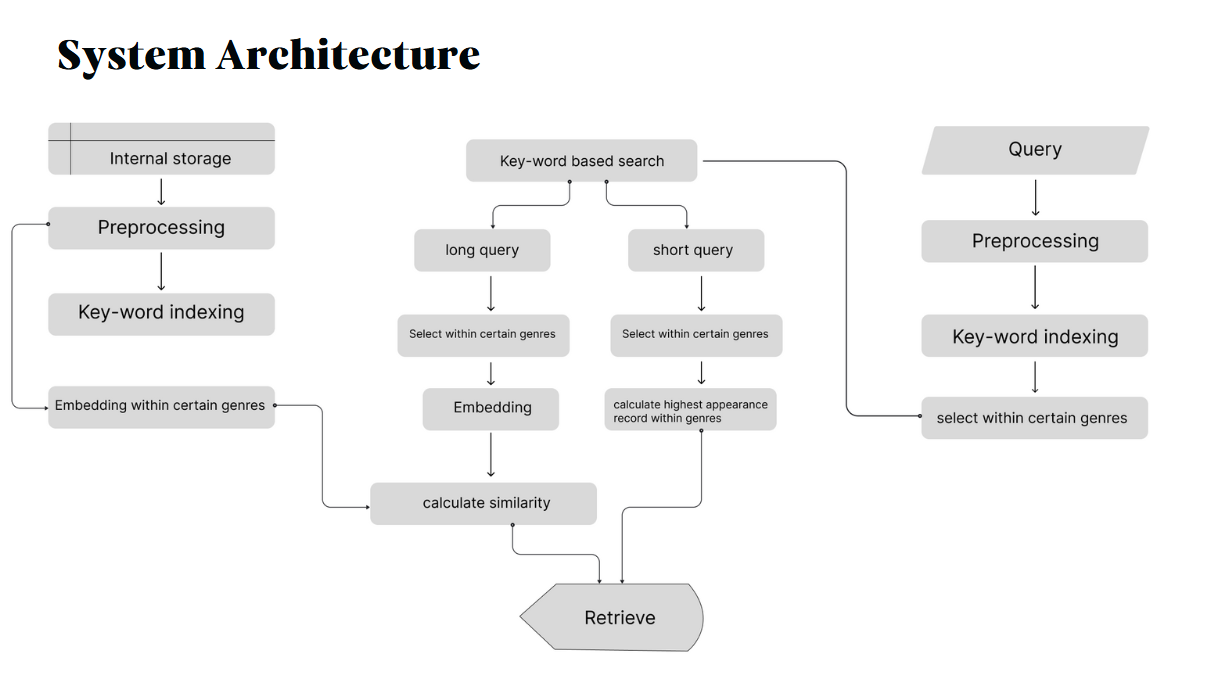 System Architecture
Internal storage
Preprocessing
Key-word indexing
Embedding within certain genres
Key-word based search
long query
short query
Select within certain genres
Select within certain genres
Embedding
calculate highest appearance
record within genres
calculate similarity
Retrieve
Query
Preprocessing
Key-word indexing
select within certain genres